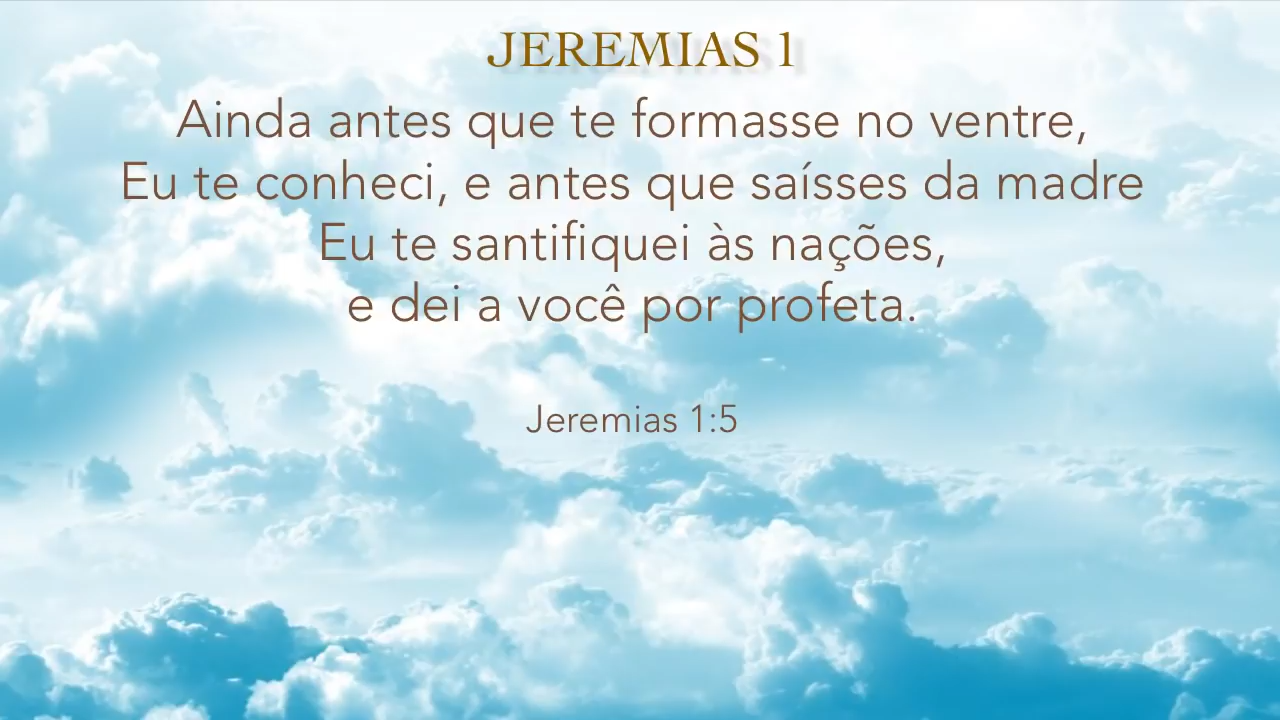 JEREMIAS 1
Ainda antes que te formasse no ventre,
Eu te conheci, e antes que saísses da madre
Eu te santifiquei às nações,
e dei a você por profeta.
Jeremias 1:5